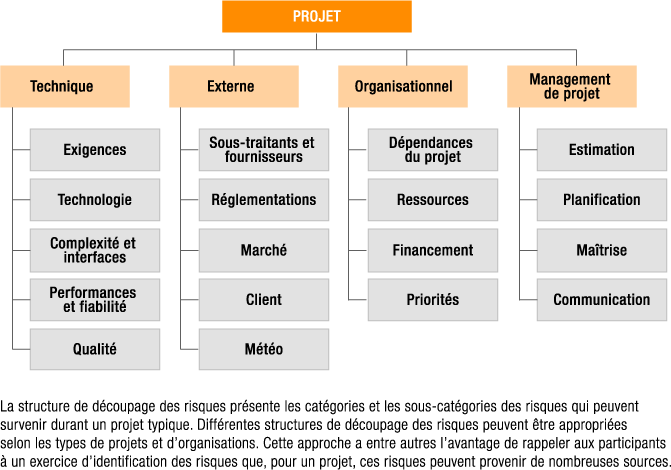 PROJET
Technique
Externe
Organisationnel
Management
de projet
Exigences
Technologie
Complexité et
interfaces
Performances
et fiabilité
Qualité
Sous-traitants et
fournisseurs
Réglementations
Marché
Client
Météo
Dépendances
du projet
Ressources
Financement
Priorités
Estimation
Planification
Maîtrise
Communication
La structure de découpage des risques présente les catégories et les sous-catégories des risques qui peuvent
survenir durant un projet typique. Différentes structures de découpage des risques peuvent être appropriées
selon les types de projets et d'organisations. Cette approche a entre autres l'avantage de rappeler aux participants
à un exercice d'identification des risques que, pour un projet, ces risques peuvent provenir de nombreuses sources.